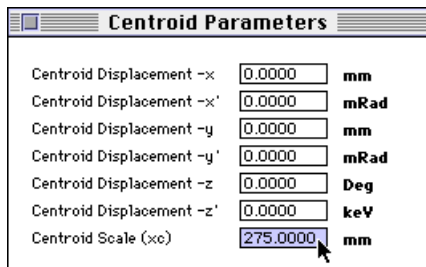 Centroid Parameters
Centroid Displacement -x 0.0000 mm
Centroid Displacement -x' 0.0000 mRad
Centroid Displacement -y 0.0000 mm
Centroid Displacement -y' 0.0000 mRad
Centroid Displacement -z 0.0000 Deg
Centroid Displacement -z' 0.0000 keV
Centroid Scale (xc) 275.0000 mm